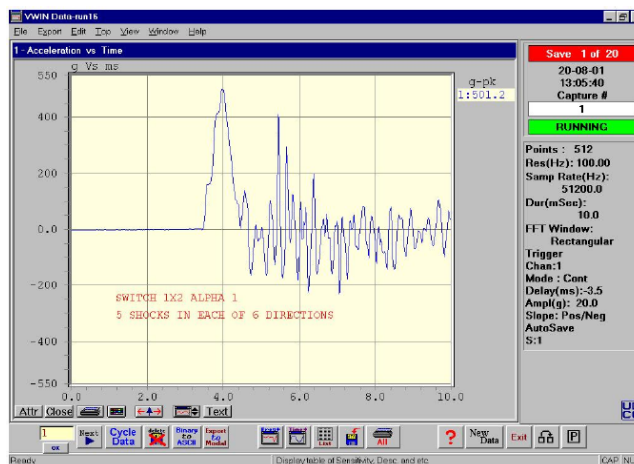 VWIN Data-run16
File Export Edit Top View Window Help
1 - Acceleration vs Time
g Vs ms
550
400
200
0.0
-200
-400
-550
0.0 2.0 4.0 6.0 8.0 10.0
g-pk
1:501.2
SWITCH 1X2 ALPHA 1
5 SHOCKS IN EACH OF 6 DIRECTIONS
Save 1 of 20
20-08-01
13:05:40
Capture #
1
RUNNING
Points : 512
Res(Hz): 100.00
Samp Rate(Hz):
51200.0
Dur(mSec):
10.0
FFT Window:
Rectangular
Trigger
Chan:1
Mode : Cont
Delay(ms):-3.5
Ampl(g): 20.0
Slope: Pos/Neg
AutoSave
S:1
Attr Close Text
1
OK
Next
Cycle
Data
delete
Binary
to
ASCII
Export
to
Modal
List
All
?
New
Data
Exit
P
Ready
Display table of Sensitivity, Desc, and etc
CAP